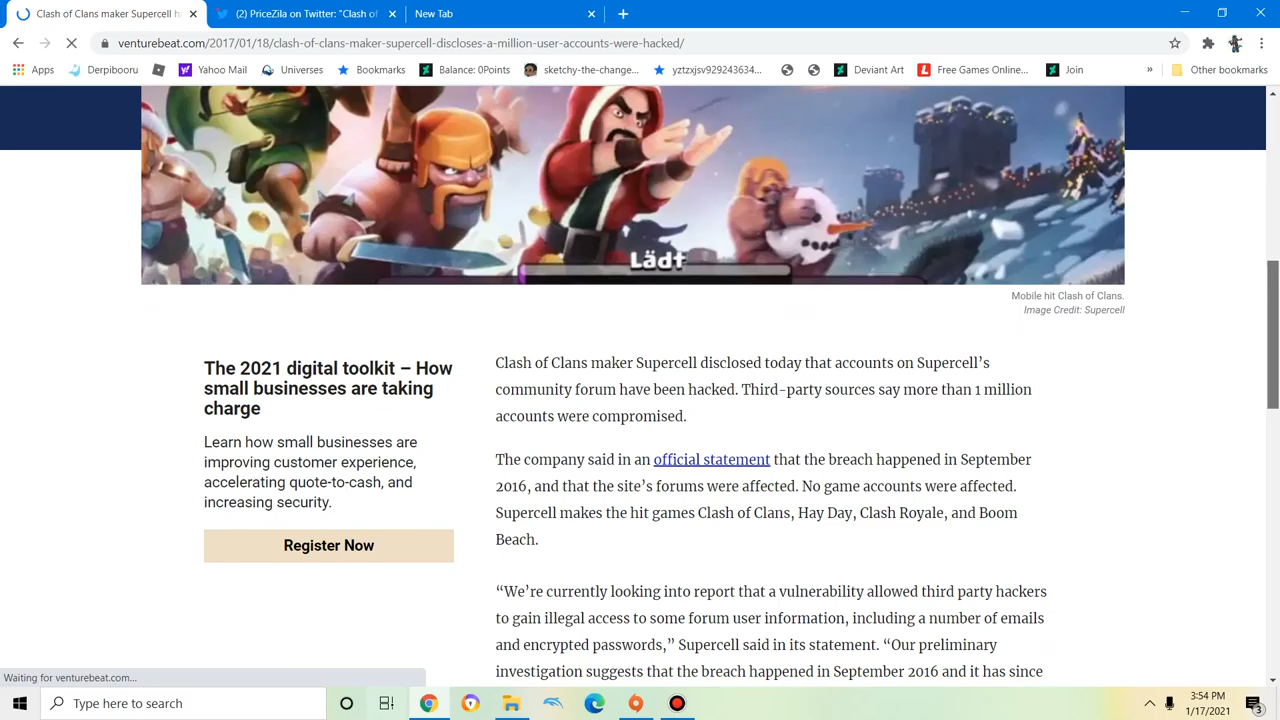 Clash of Clans maker Supercell h
(2) PriceZila on Twitter: "Clash of
New Tab
venturebeat.com/2017/01/18/clash-of-clans-maker-supercell-discloses-a-million-user-accounts-were-hacked/
Apps
Derpibooru
Yahoo Mail
Universes
Bookmarks
Balance: 0Points
sketchy-the-change...
yztzxjsv929243634...
Deviant Art
Free Games Online...
Join
»
Other bookmarks
Lädt
Mobile hit Clash of Clans.
Image Credit: Supercell
The 2021 digital toolkit – How
small businesses are taking
charge
Learn how small businesses are
improving customer experience,
accelerating quote-to-cash, and
increasing security.
Register Now
Clash of Clans maker Supercell disclosed today that accounts on Supercell’s
community forum have been hacked. Third-party sources say more than 1 million
accounts were compromised.
The company said in an official statement that the breach happened in September
2016, and that the site’s forums were affected. No game accounts were affected.
Supercell makes the hit games Clash of Clans, Hay Day, Clash Royale, and Boom
Beach.
“We’re currently looking into report that a vulnerability allowed third party hackers
to gain illegal access to some forum user information, including a number of emails
and encrypted passwords,” Supercell said in its statement. “Our preliminary
investigation suggests that the breach happened in September 2016 and it has since
Waiting for venturebeat.com...
Type here to search
3:54 PM
1/17/2021
3